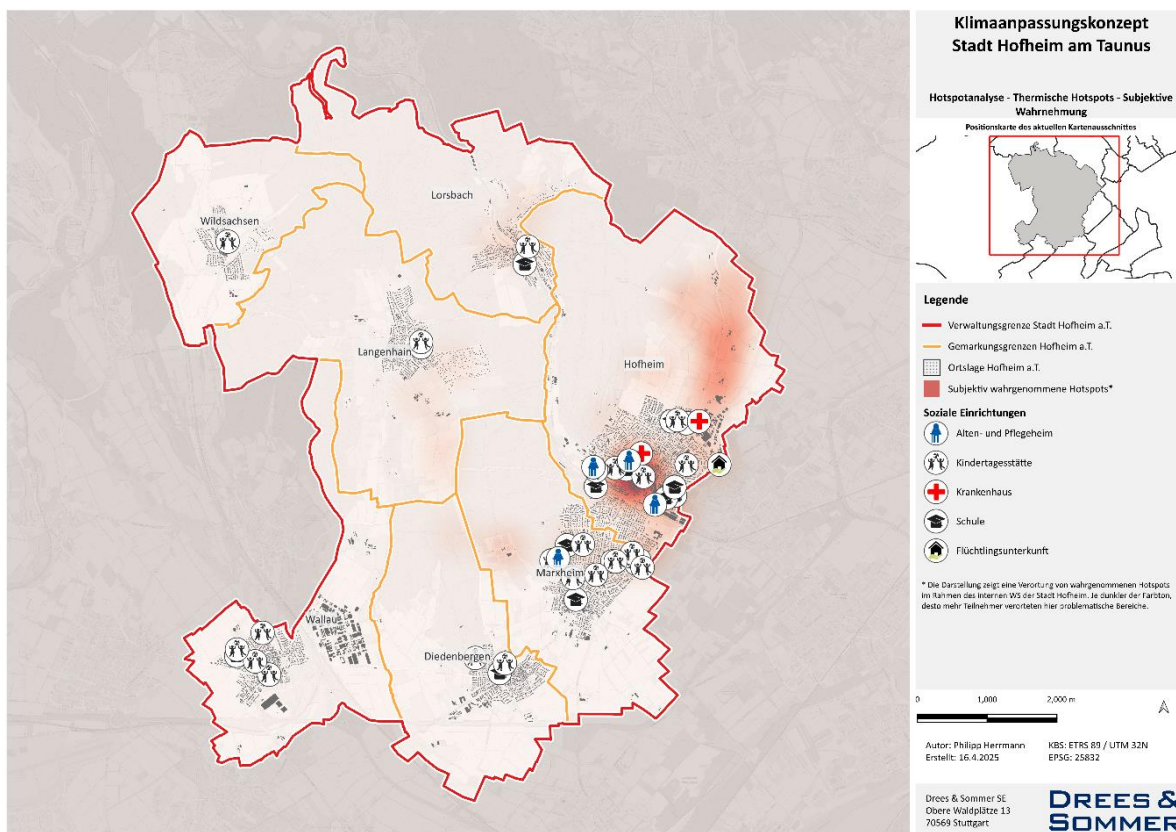 Klimaanpassungskonzept
Stadt Hofheim am Taunus
Hotspotanalyse - Thermische Hotspots - Subjektive
Wahrnehmung
Positionskarte des aktuellen Kartenausschnittes
Lorsbach
Wildsachsen
Langenhain
Hofheim
Marxheim
Wallau
Diedenbergen
Legende
Verwaltungsgrenze Stadt Hofheim a.T.
Gemarkungsgrenzen Hofheim a.T.
Ortslage Hofheim a.T.
Subjektiv wahrgenommene Hotspots*
Soziale Einrichtungen
Alten- und Pflegeheim
Kindertagesstätte
Krankenhaus
Schule
Flüchtlingsunterkunft
* Die Darstellung zeigt eine Verortung von wahrgenommenen Hotspots
im Rahmen des internen WS der Stadt Hofheim. Je dunkler der Farbton,
desto mehr Teilnehmer verorteten hier problematische Bereiche.
0 1,000 2,000 m
Autor: Philipp Herrmann
Erstellt: 16.4.2025
KBS: ETRS 89 / UTM 32N
EPSG: 25832
Drees & Sommer SE
Obere Waldplätze 13
70569 Stuttgart
DREES &
SOMMER